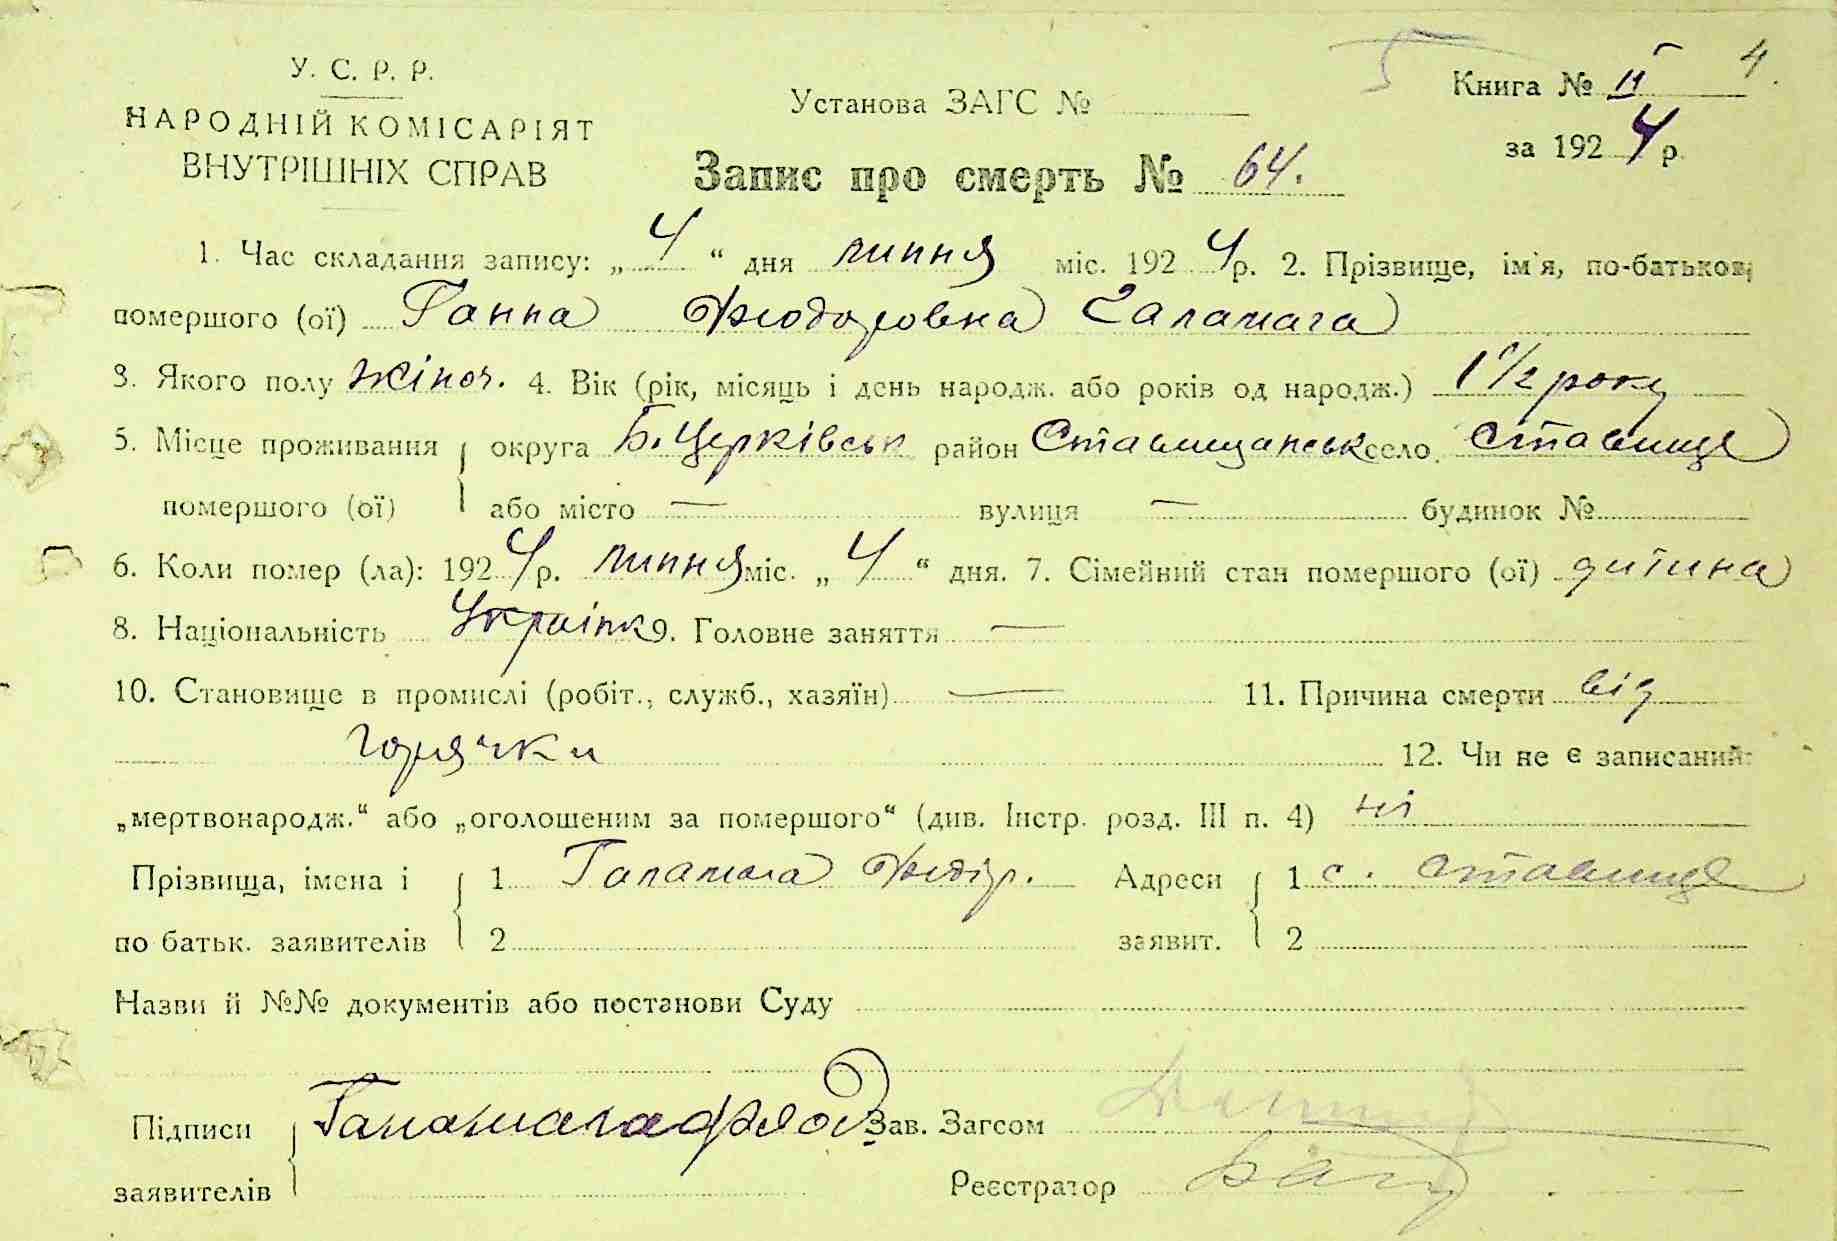 5 Книга № II 4.
У. С. Р. Р.
Установа ЗАГС №
НАРОДНІЙ КОМІСАРІЯТ
за 1924 р.
ВНУТРІШНІХ СПРАВ
Запис про смерть № 64.
1. Час складання запису: „4“ дня липня міс. 1924 р. 2. Прізвище, ім'я, по-батькові
помершого (ої) Ганна Фьодоровна Галамага
3. Якого полу жіноч. 4. Вік (рік, місяць і день народж. або років од народж.) 1 1/2 року
5. Місце проживання округа Б. Церківськ район Ставищанськ село Ставище
помершого (ої) або місто — вулиця — будинок №
6. Коли помер (ла): 1924 р. липня міс. „4“ дня. 7. Сімейний стан помершого (ої) дитина
8. Національність Українк 9. Головне заняття —
10. Становище в промислі (робіт., служб., хазяїн) — 11. Причина смерти від
горячки 12. Чи не є записаний:
„мертвонародж.“ або „оголошеним за помершого“ (див. Інстр. розд. III п. 4) ні
Прізвища, імена і 1 Галамага Фьодір. Адреси 1 с. Ставище
по батьк. заявителів 2 заявит. 2
Назви й №№ документів або постанови Суду
Підписи Галамага Зав. Загсом
заявителів Реєстратор